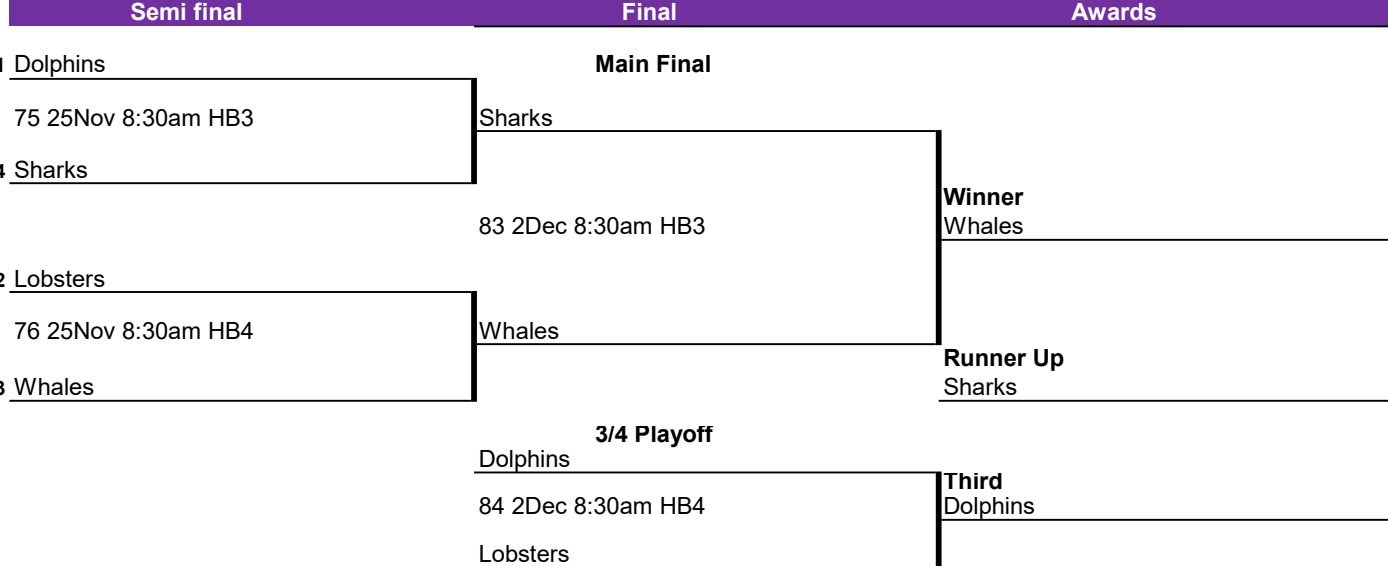 Semi final Final Awards
1 Dolphins Main Final
75 25Nov 8:30am HB3 Sharks
4 Sharks
Winner
83 2Dec 8:30am HB3 Whales
2 Lobsters
76 25Nov 8:30am HB4 Whales
Runner Up
3 Whales Sharks
3/4 Playoff
Dolphins
Third
84 2Dec 8:30am HB4 Dolphins
Lobsters